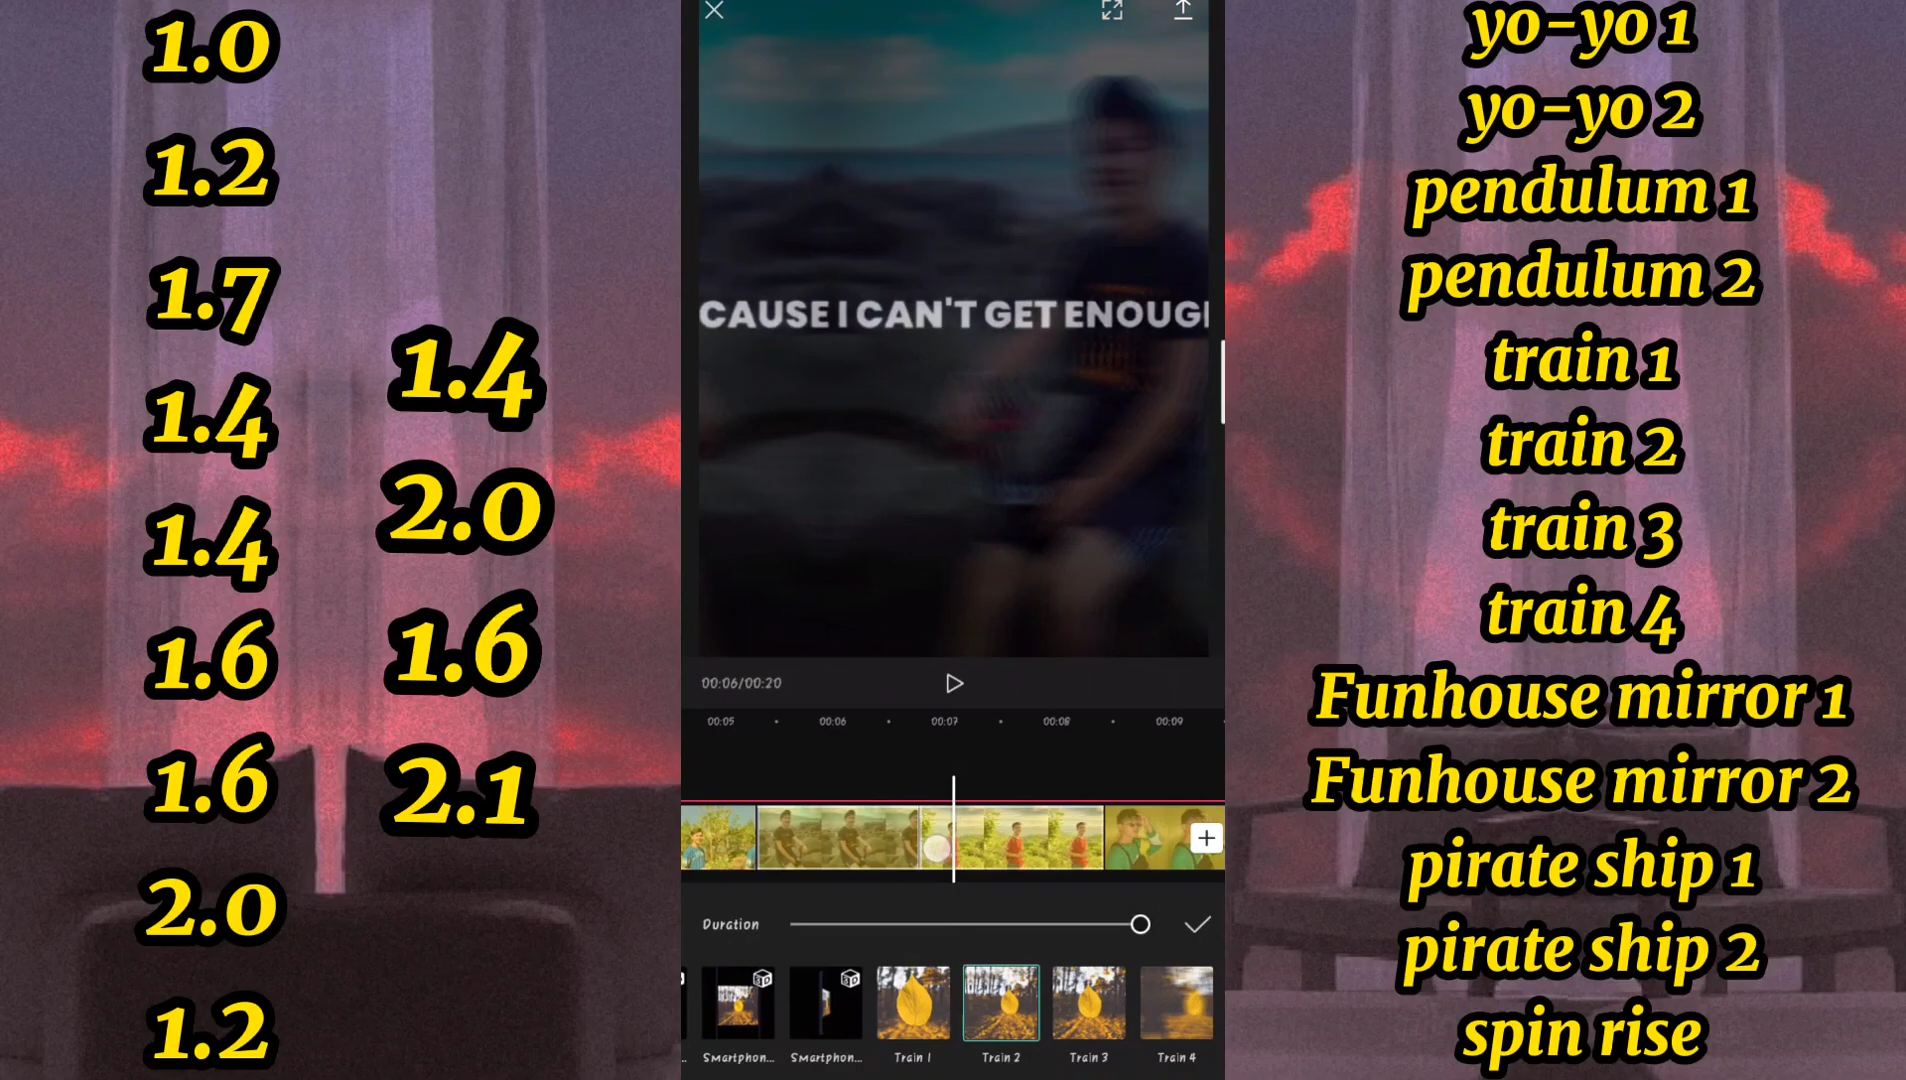 1.0
1.2
1.7
1.4
1.4
1.6
1.6
2.0
1.2
1.4
2.0
1.6
2.1
CAUSE I CAN'T GET ENOUGH
00:06/00:20
00:05
00:06
00:07
00:08
00:09
Duration
3D
3D
Smartphon...
Smartphon...
Train 1
Train 2
Train 3
Train 4
yo-yo 1
yo-yo 2
pendulum 1
pendulum 2
train 1
train 2
train 3
train 4
Funhouse mirror 1
Funhouse mirror 2
pirate ship 1
pirate ship 2
spin rise